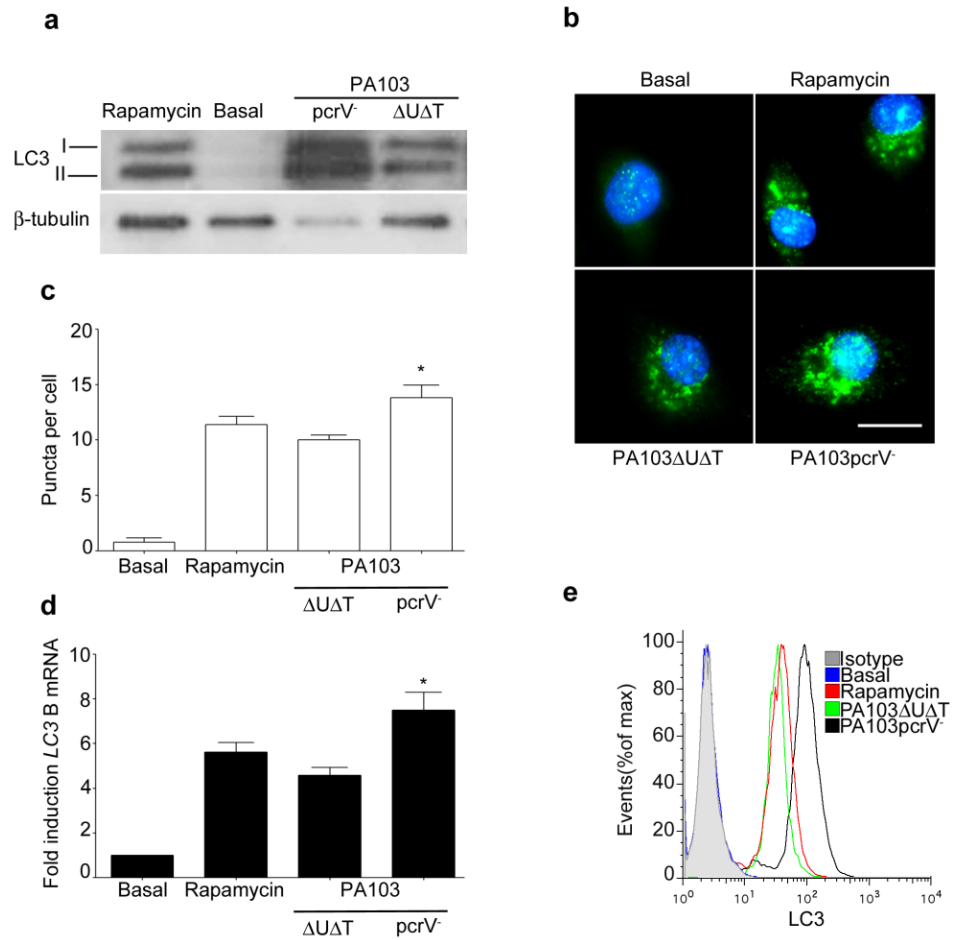 a
PA103
Rapamycin Basal pcrV- ΔUΔT
LC3
I
II
β-tubulin
b
Basal Rapamycin
PA103ΔUΔT PA103pcrV-
c
Puncta per cell
20
15
10
5
0
Basal Rapamycin PA103
ΔUΔT pcrV-
*
d
Fold induction LC3 B mRNA
10
8
6
4
2
0
Basal Rapamycin PA103
ΔUΔT pcrV-
*
e
Events(%of max)
100
80
60
40
20
0
10⁰ 10¹ 10² 10³ 10⁴
LC3
Isotype
Basal
Rapamycin
PA103ΔUΔT
PA103pcrV-